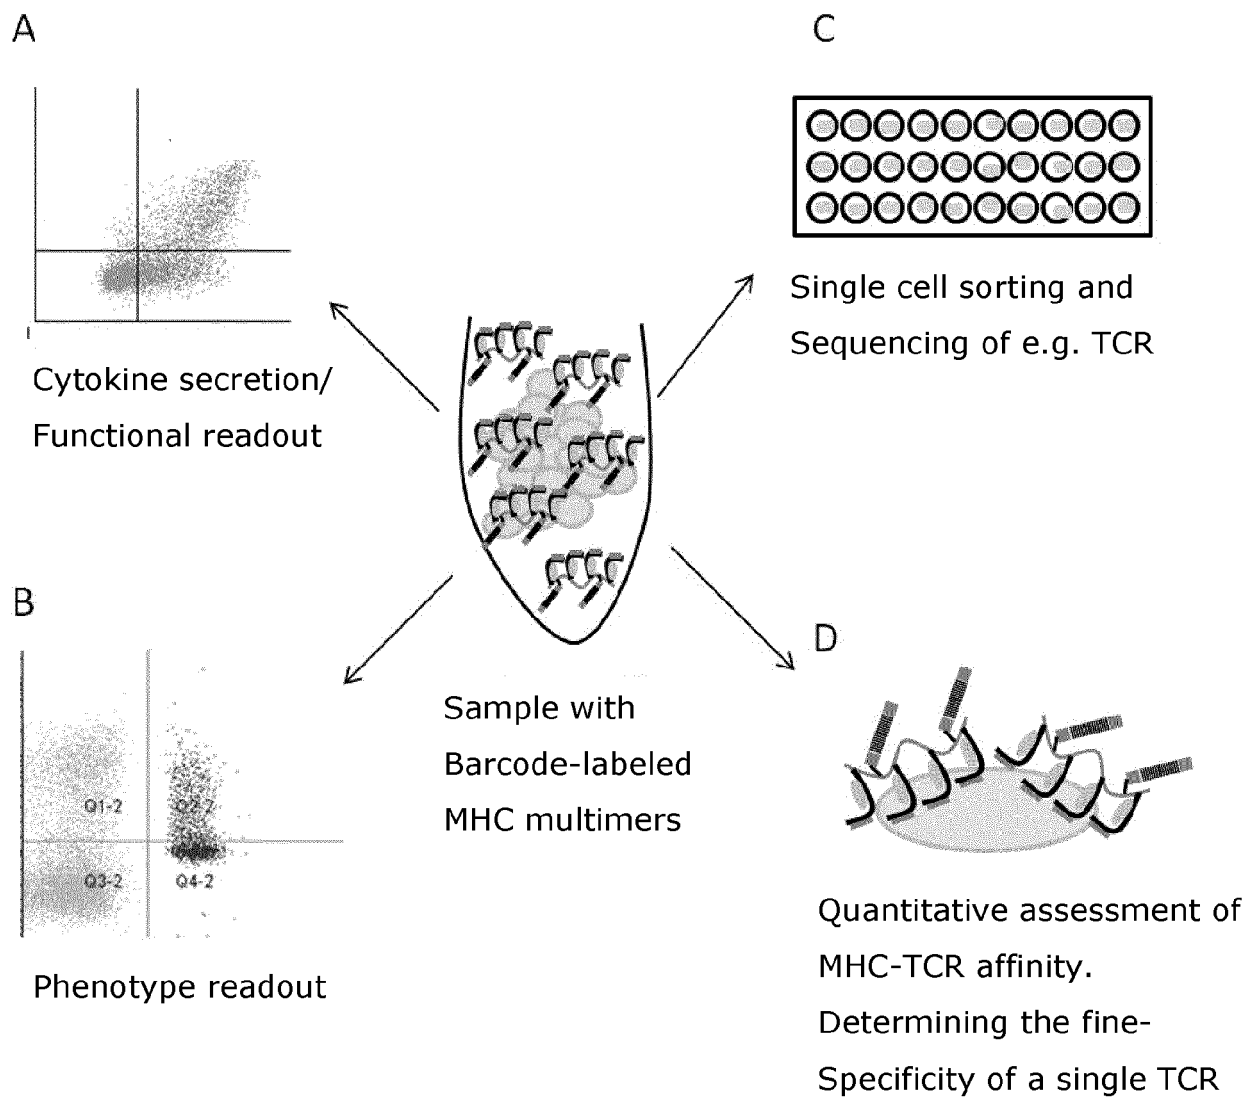 A
Cytokine secretion/
Functional readout
B
Q1-2
Q2-2
Q3-2
Q4-2
Phenotype readout
Sample with
Barcode-labeled
MHC multimers
C
Single cell sorting and
Sequencing of e.g. TCR
D
Quantitative assessment of
MHC-TCR affinity.
Determining the fine-
Specificity of a single TCR